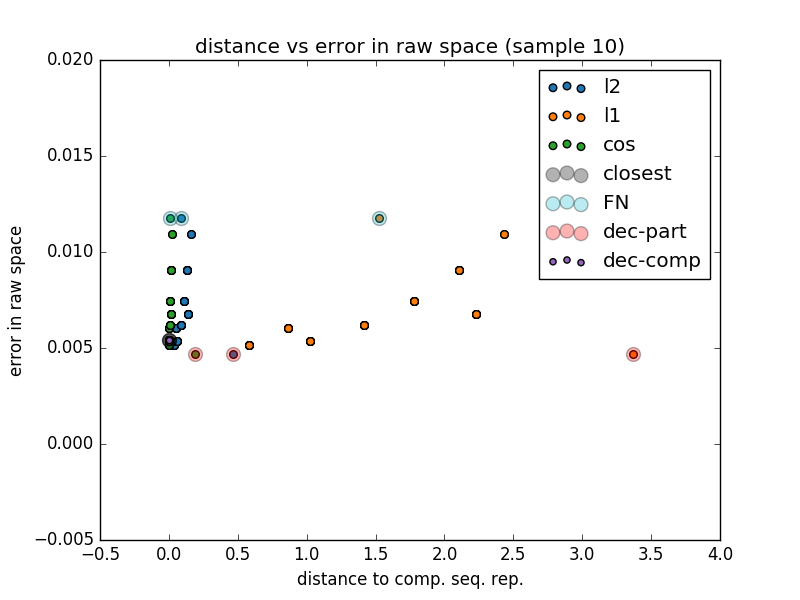 distance vs error in raw space (sample 10)
0.020
0.015
0.010
0.005
0.000
−0.005
error in raw space
l2
l1
cos
closest
FN
dec-part
dec-comp
−0.5 0.0 0.5 1.0 1.5 2.0 2.5 3.0 3.5 4.0
distance to comp. seq. rep.